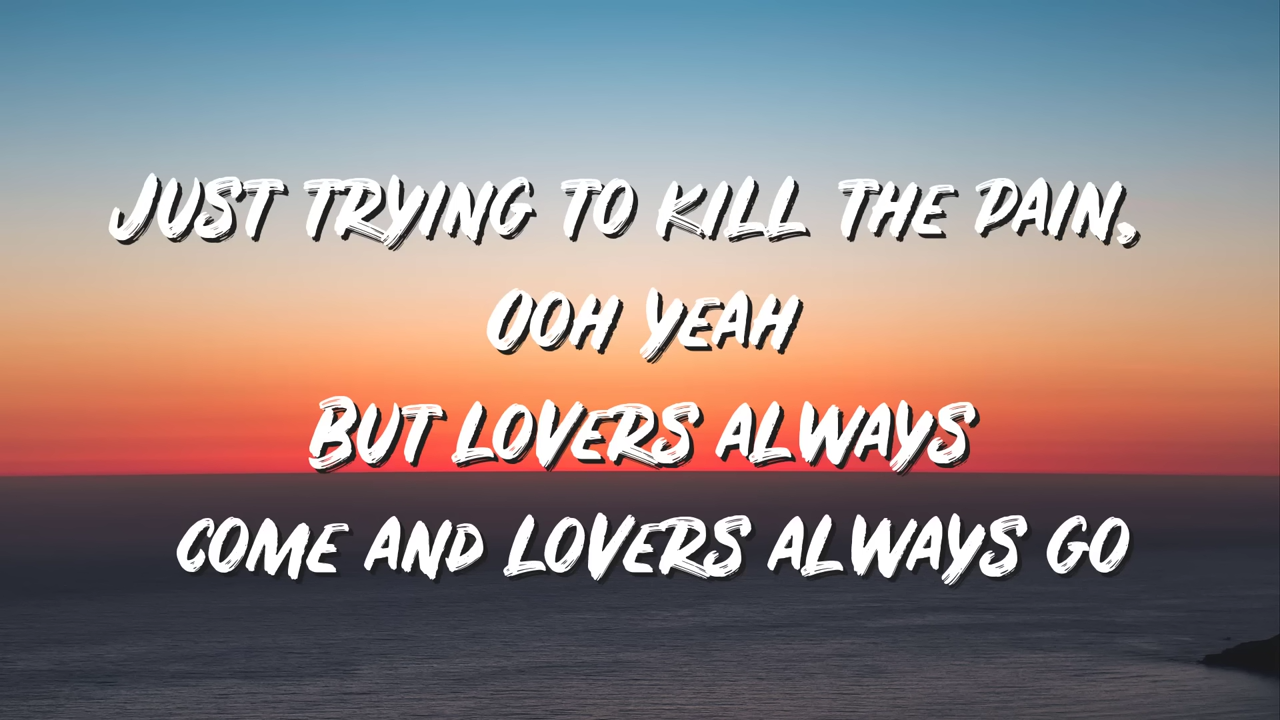 JUST TRYING TO KILL THE PAIN,
OOH YEAH
BUT LOVERS ALWAYS
COME AND LOVERS ALWAYS GO